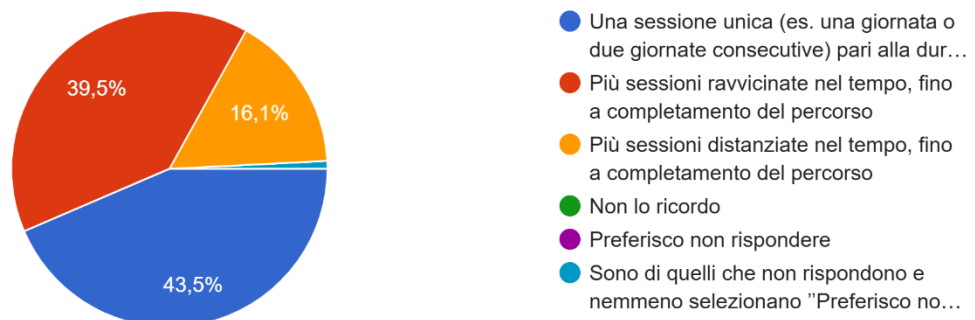 39,5%
16,1%
43,5%
Una sessione unica (es. una giornata o
due giornate consecutive) pari alla dur…
Più sessioni ravvicinate nel tempo, fino
a completamento del percorso
Più sessioni distanziate nel tempo, fino
a completamento del percorso
Non lo ricordo
Preferisco non rispondere
Sono di quelli che non rispondono e
nemmeno selezionano ”Preferisco no…